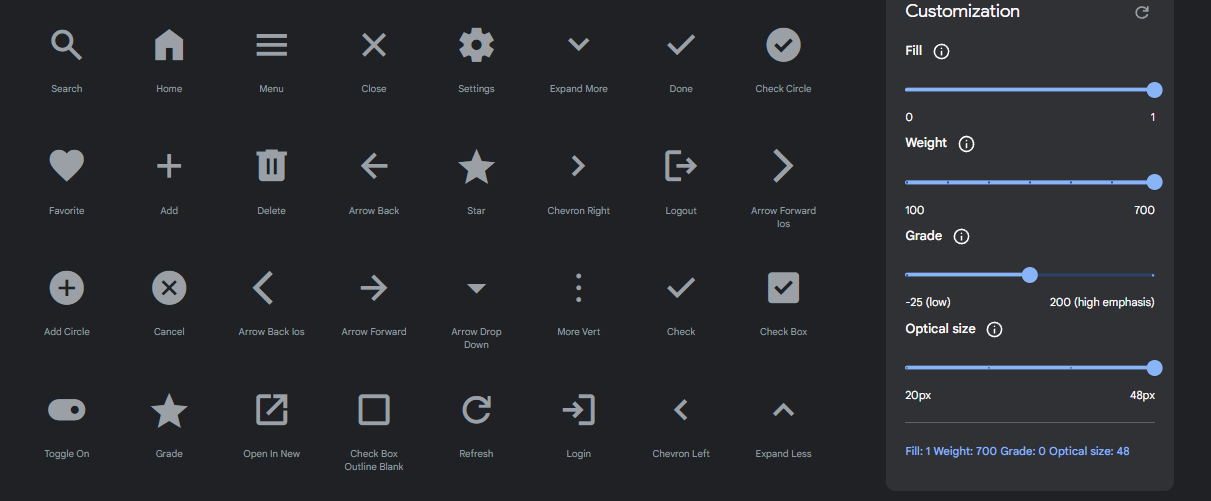 Search
Home
Menu
Close
Settings
Expand More
Done
Check Circle
Favorite
Add
Delete
Arrow Back
Star
Chevron Right
Logout
Arrow Forward
Ios
Add Circle
Cancel
Arrow Back Ios
Arrow Forward
Arrow Drop
Down
More Vert
Check
Check Box
Toggle On
Grade
Open In New
Check Box
Outline Blank
Refresh
Login
Chevron Left
Expand Less
Customization
Fill
0 1
Weight
100 700
Grade
-25 (low) 200 (high emphasis)
Optical size
20px 48px
Fill: 1 Weight: 700 Grade: 0 Optical size: 48